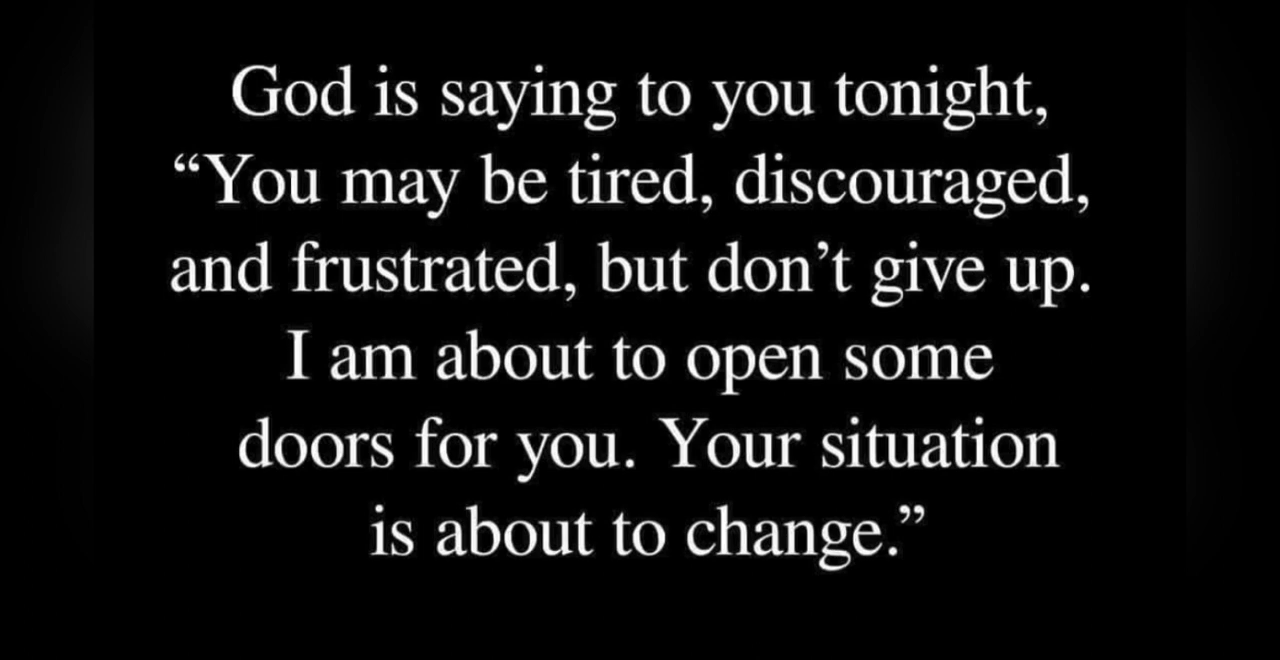 God is saying to you tonight,
“You may be tired, discouraged,
and frustrated, but don’t give up.
I am about to open some
doors for you. Your situation
is about to change.”